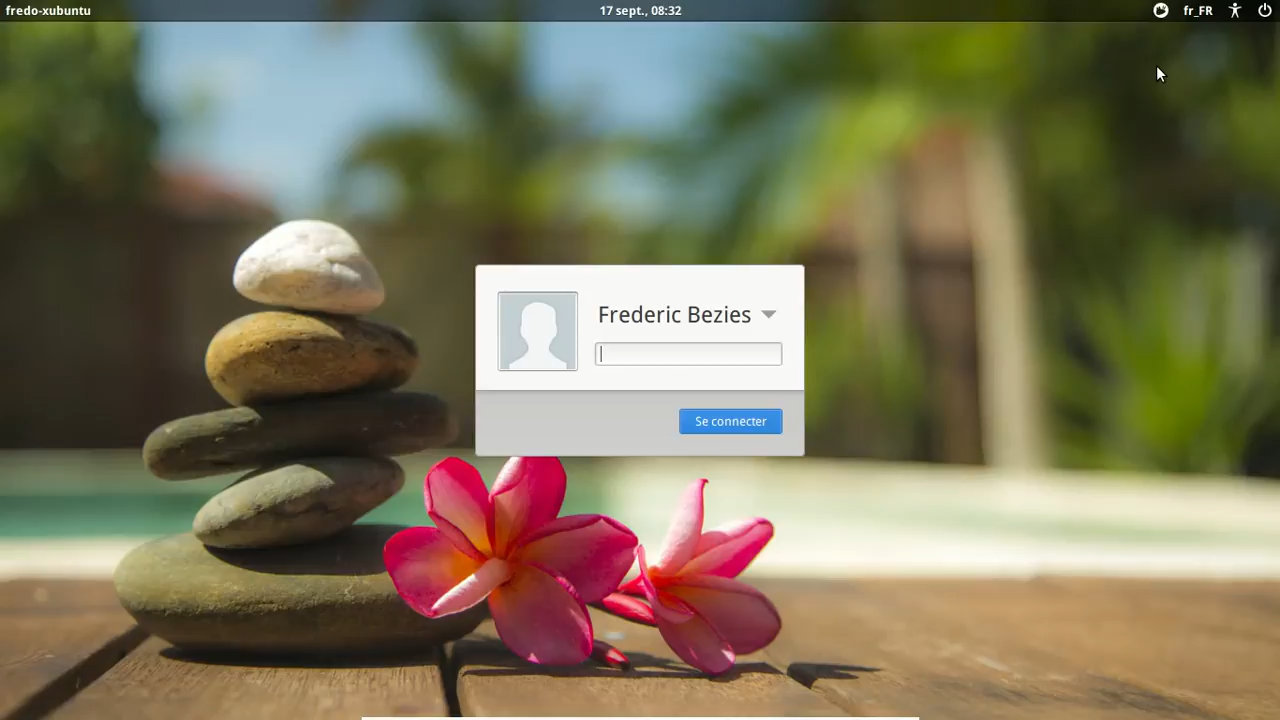 fredo-xubuntu
17 sept., 08:32
fr_FR
Frederic Bezies
Se connecter